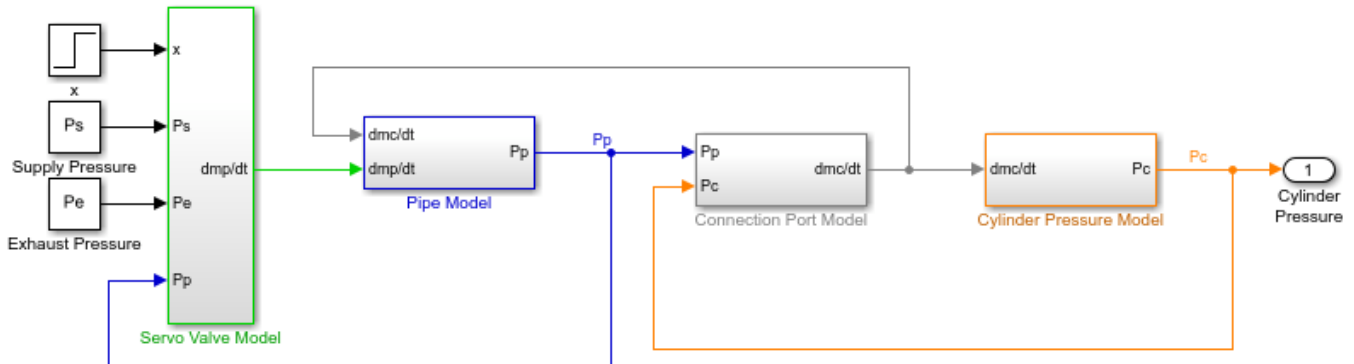 x
x
Ps
Ps
Supply Pressure
Pe
Pe
Exhaust Pressure
Pp
dmp/dt
Servo Valve Model
dmc/dt
dmp/dt
Pp
Pipe Model
Pp
Pp
Pc
dmc/dt
Connection Port Model
dmc/dt
Pc
Cylinder Pressure Model
Pc
1
Cylinder
Pressure